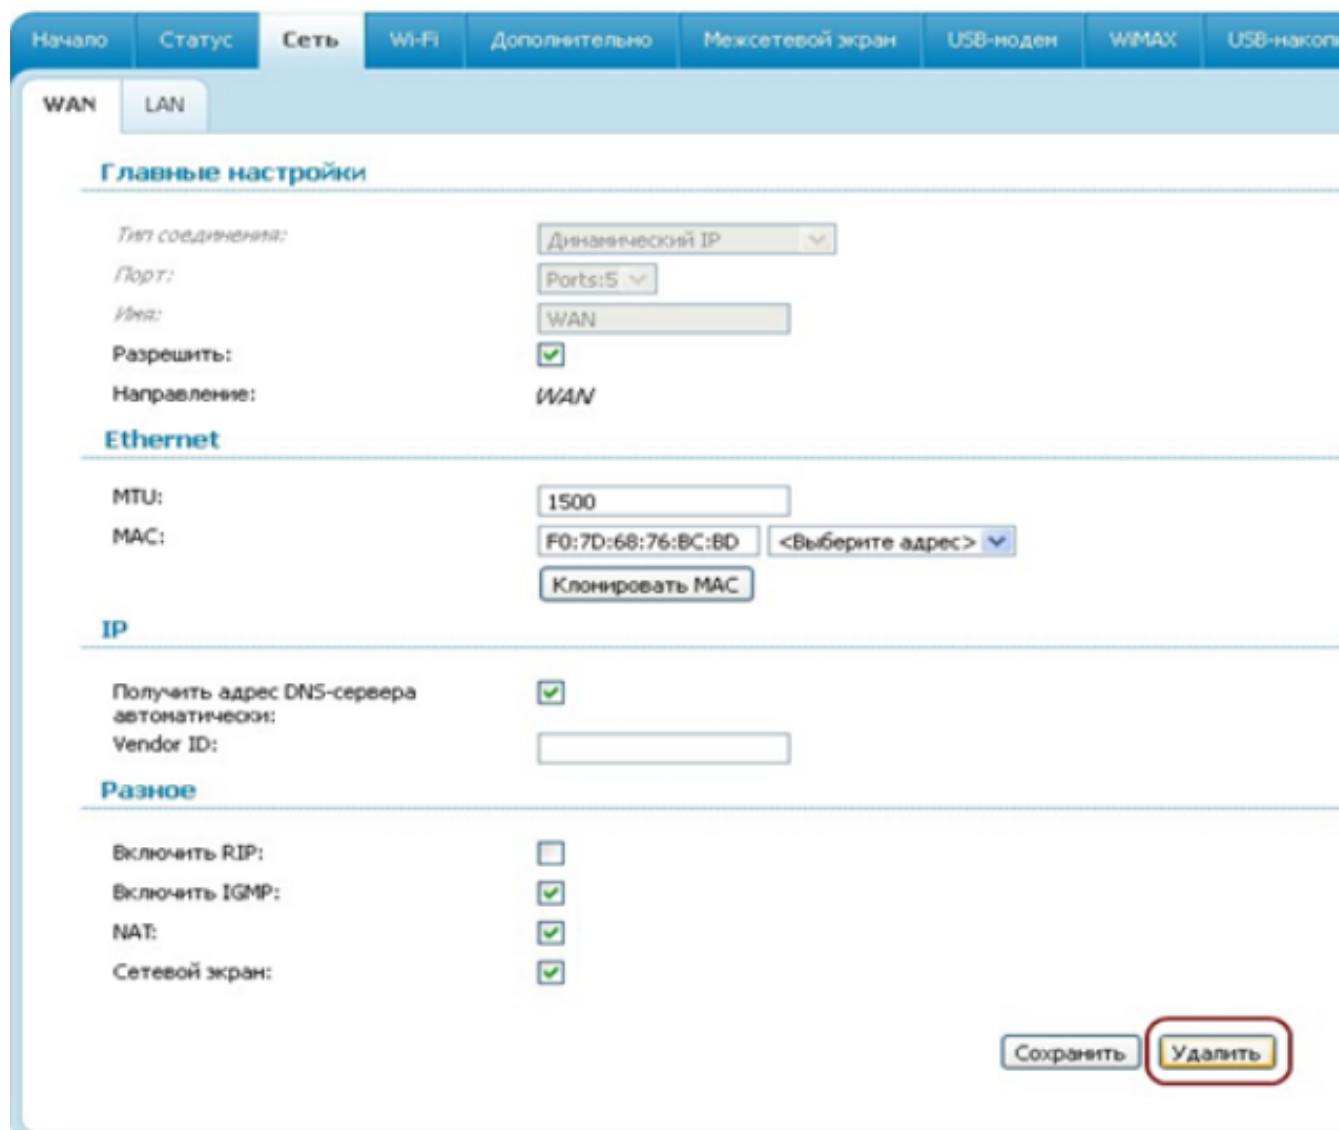 Начало Статус Сеть Wi-Fi Дополнительно Межсетевой экран USB-модем WiMAX USB-накоп
WAN LAN
Главные настройки
Тип соединения: Динамический IP
Порт: Ports:5
Имя: WAN
Разрешить:
Направление: WAN
Ethernet
MTU: 1500
MAC: F0:7D:68:76:BC:BD <Выберите адрес>
Клонировать MAC
IP
Получить адрес DNS-сервера
автоматически:
Vendor ID:
Разное
Включить RIP:
Включить IGMP:
NAT:
Сетевой экран:
Сохранить Удалить